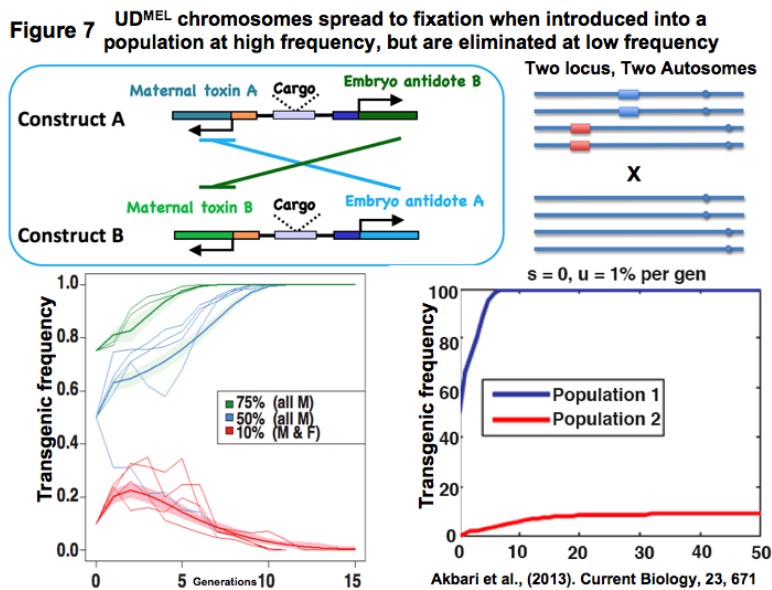 Figure 7 UDMEL chromosomes spread to fixation when introduced into a
population at high frequency, but are eliminated at low frequency
Maternal toxin A
Cargo
Embryo antidote B
Construct A
Maternal toxin B
Cargo
Embryo antidote A
Construct B
Two locus, Two Autosomes
X
s = 0, u = 1% per gen
Transgenic frequency
1.0
0.8
0.6
0.4
0.2
0.0
75% (all M)
50% (all M)
10% (M & F)
0 5 Generations 10 15
Transgenic frequency
100
80
60
40
20
0
Population 1
Population 2
0 10 20 30 40 50
Akbari et al., (2013). Current Biology, 23, 671